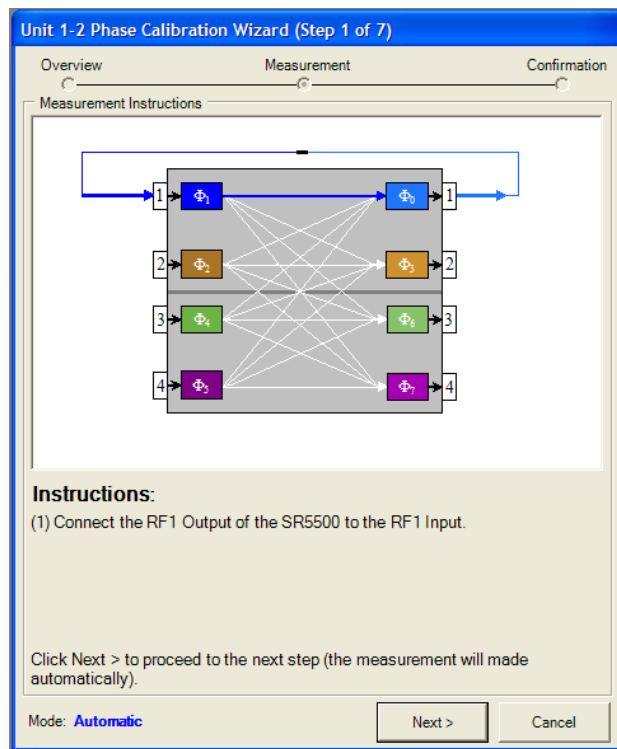 Unit 1-2 Phase Calibration Wizard (Step 1 of 7)
Overview Measurement Confirmation
Measurement Instructions
1 Φ1 Φ0 1
2 Φ2 Φ3 2
3 Φ4 Φ6 3
4 Φ5 Φ7 4
Instructions:
(1) Connect the RF1 Output of the SR5500 to the RF1 Input.
Click Next > to proceed to the next step (the measurement will made
automatically).
Mode: Automatic Next > Cancel